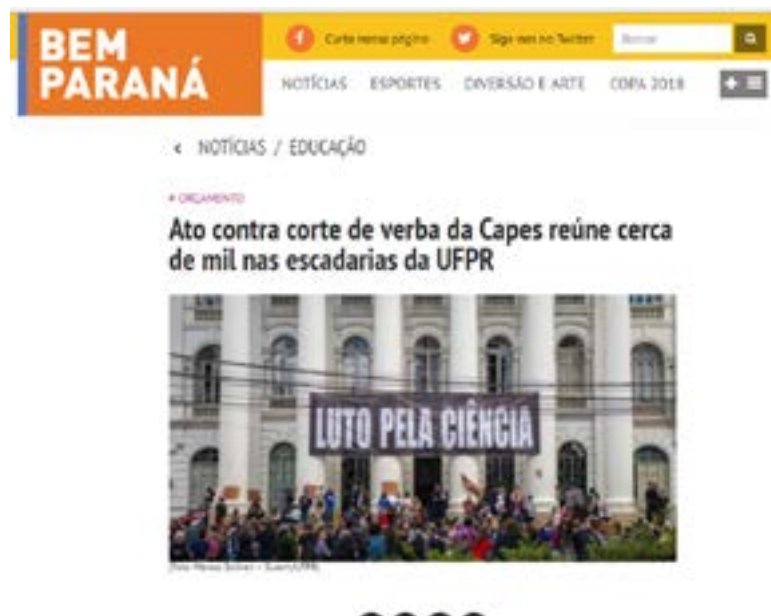 BEM
PARANÁ
Curta nossa página
Siga-nos no Twitter
Buscar
NOTÍCIAS ESPORTES DIVERSÃO E ARTE COPA 2018
< NOTÍCIAS / EDUCAÇÃO
ORÇAMENTO
Ato contra corte de verba da Capes reúne cerca
de mil nas escadarias da UFPR
LUTO PELA CIÊNCIA